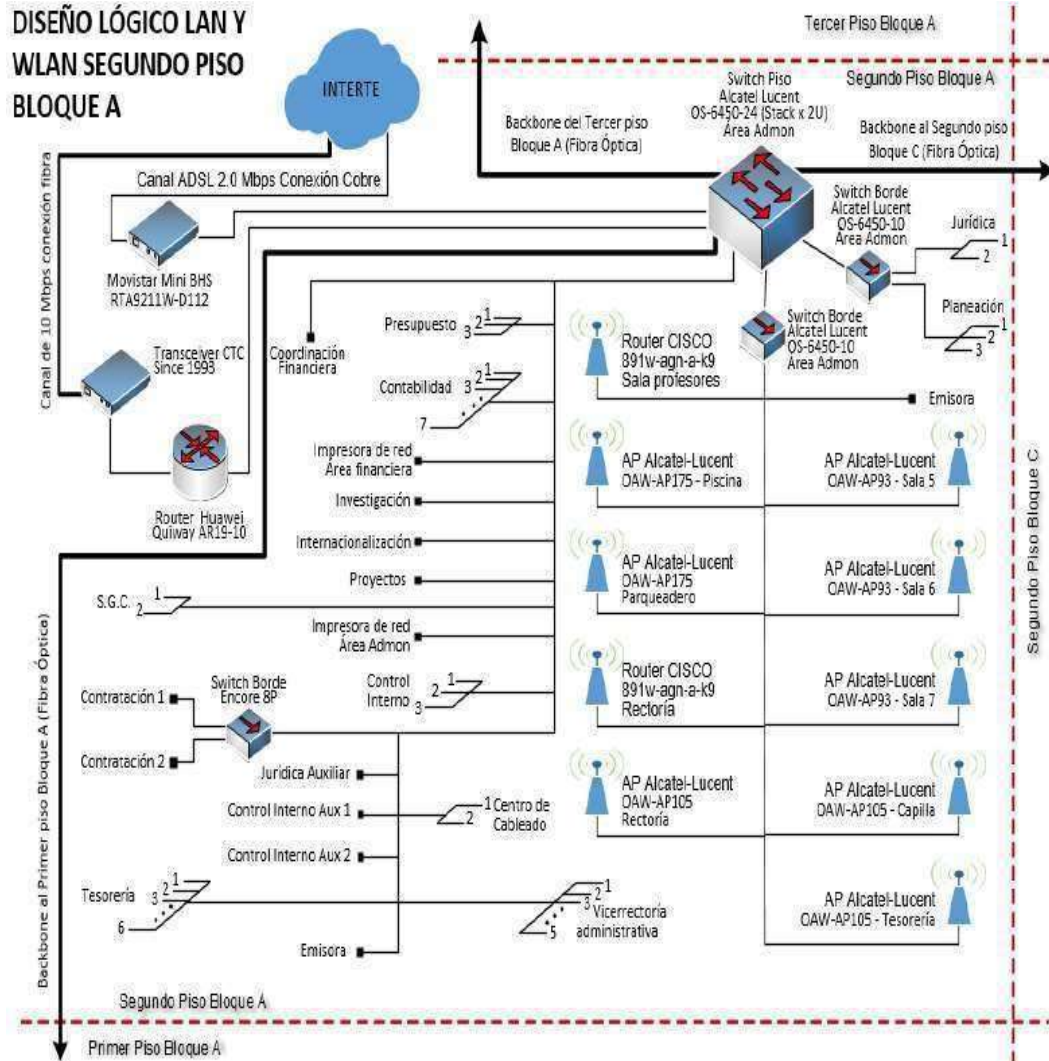 DISEÑO LÓGICO LAN Y
WLAN SEGUNDO PISO
BLOQUE A
INTERTE
Tercer Piso Bloque A
Segundo Piso Bloque A
Switch Piso
Alcatel Lucent
OS-6450-24 (Stack x 2U)
Área Admon
Backbone del Tercer piso
Bloque A (Fibra Óptica)
Backbone al Segundo piso
Bloque C (Fibra Óptica)
Canal de 10 Mbps conexión fibra
Canal ADSL 2.0 Mbps Conexión Cobre
Movistar Mini BHS
RTA9211W-D112
Switch Borde
Alcatel Lucent
OS-6450-10
Área Admon
Jurídica
1
2
Planeación
1
2
3
Switch Borde
Alcatel Lucent
OS-6450-10
Área Admon
Transceiver CTC
Since 1993
Router Huawei
Quiway AR19-10
Coordinación
Financiera
Presupuesto
1
2
3
Contabilidad
1
2
3
7
Impresora de red
Área financiera
Investigación
Internacionalización
Proyectos
S.G.C.
1
2
Impresora de red
Área Admon
Control
Interno
1
2
3
Router CISCO
891w-agn-a-k9
Sala profesores
Emisora
AP Alcatel-Lucent
OAW-AP175 - Piscina
AP Alcatel-Lucent
OAW-AP93 - Sala 5
AP Alcatel-Lucent
OAW-AP175
Parqueadero
AP Alcatel-Lucent
OAW-AP93 - Sala 6
Router CISCO
891w-agn-a-k9
Rectoría
AP Alcatel-Lucent
OAW-AP93 - Sala 7
AP Alcatel-Lucent
OAW-AP105
Rectoría
AP Alcatel-Lucent
OAW-AP105 - Capilla
AP Alcatel-Lucent
OAW-AP105 - Tesorería
Segundo Piso Bloque C
Backbone al Primer piso Bloque A (Fibra Óptica)
Contratación 1
Contratación 2
Switch Borde
Encore 8P
Jurídica Auxiliar
Control Interno Aux 1
1
2
Centro de
Cableado
Control Interno Aux 2
Tesorería
1
2
3
6
1
2
3
5
Vicerrectoría
administrativa
Emisora
Segundo Piso Bloque A
Primer Piso Bloque A